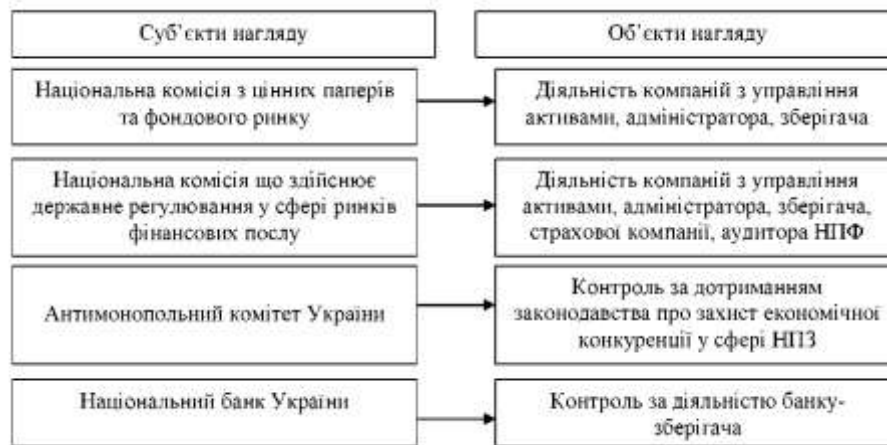 Суб’єкти нагляду
Об’єкти нагляду
Національна комісія з цінних паперів
та фондового ринку
Діяльність компаній з управління
активами, адміністратора, зберігача
Національна комісія що здійснює
державне регулювання у сфері ринків
фінансових послу
Діяльність компаній з управління
активами, адміністратора, зберігача,
страхової компанії, аудитора НПФ
Антимонопольний комітет України
Контроль за дотриманням
законодавства про захист економічної
конкуренції у сфері НПЗ
Національний банк України
Контроль за діяльністю банку-
зберігача